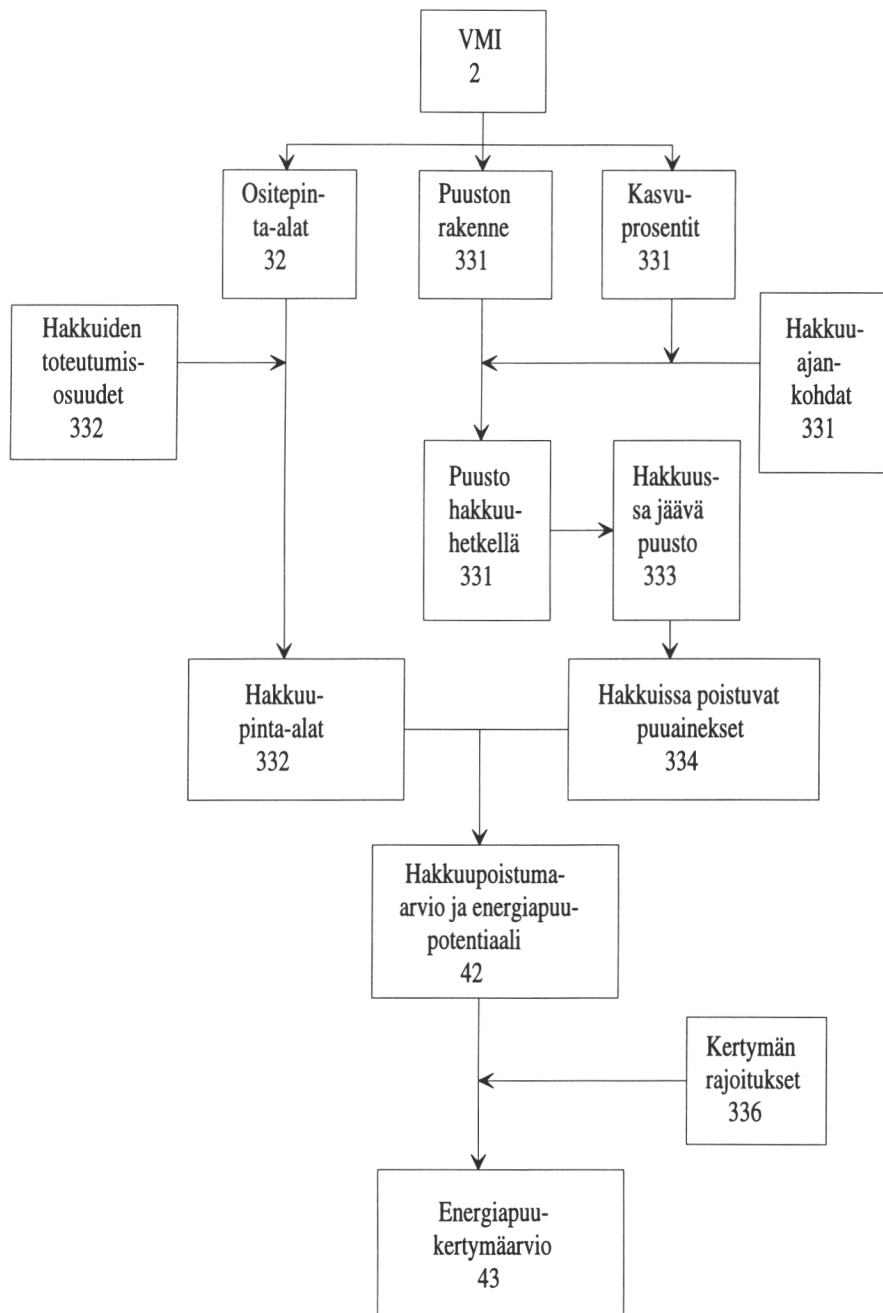 VMI
2
Ositepin-
ta-alat
32
Puuston
rakenne
331
Kasvu-
prosentit
331
Hakkuiden
toteutumis-
osuudet
332
Hakkuu-
ajan-
kohdat
331
Puusto
hakkuu-
hetkellä
331
Hakkuus-
sa jäävä
puusto
333
Hakkuu-
pinta-alat
332
Hakkuissa poistuvat
puuainekset
334
Hakkuupoistuma-
arvio ja energiapuu-
potentiaali
42
Kertymän
rajoitukset
336
Energiapuu-
kertymäarvio
43